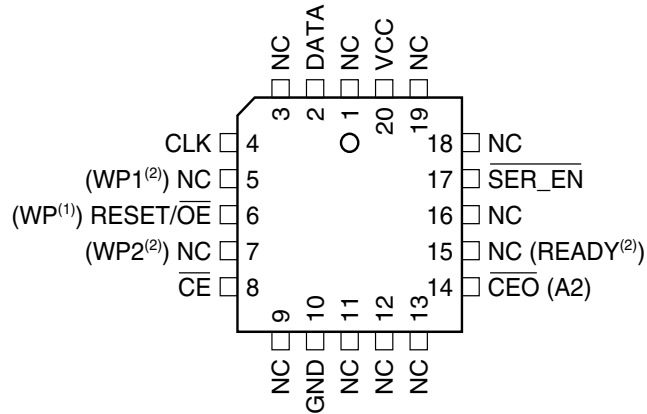 NC
DATA
NC
VCC
NC
3
2
1
20
19
CLK 4
18 NC
(WP1(2)) NC 5
17 SER_EN
(WP(1)) RESET/OE 6
16 NC
(WP2(2)) NC 7
15 NC (READY(2))
CE 8
14 CEO (A2)
9
10
11
12
13
NC
GND
NC
NC
NC